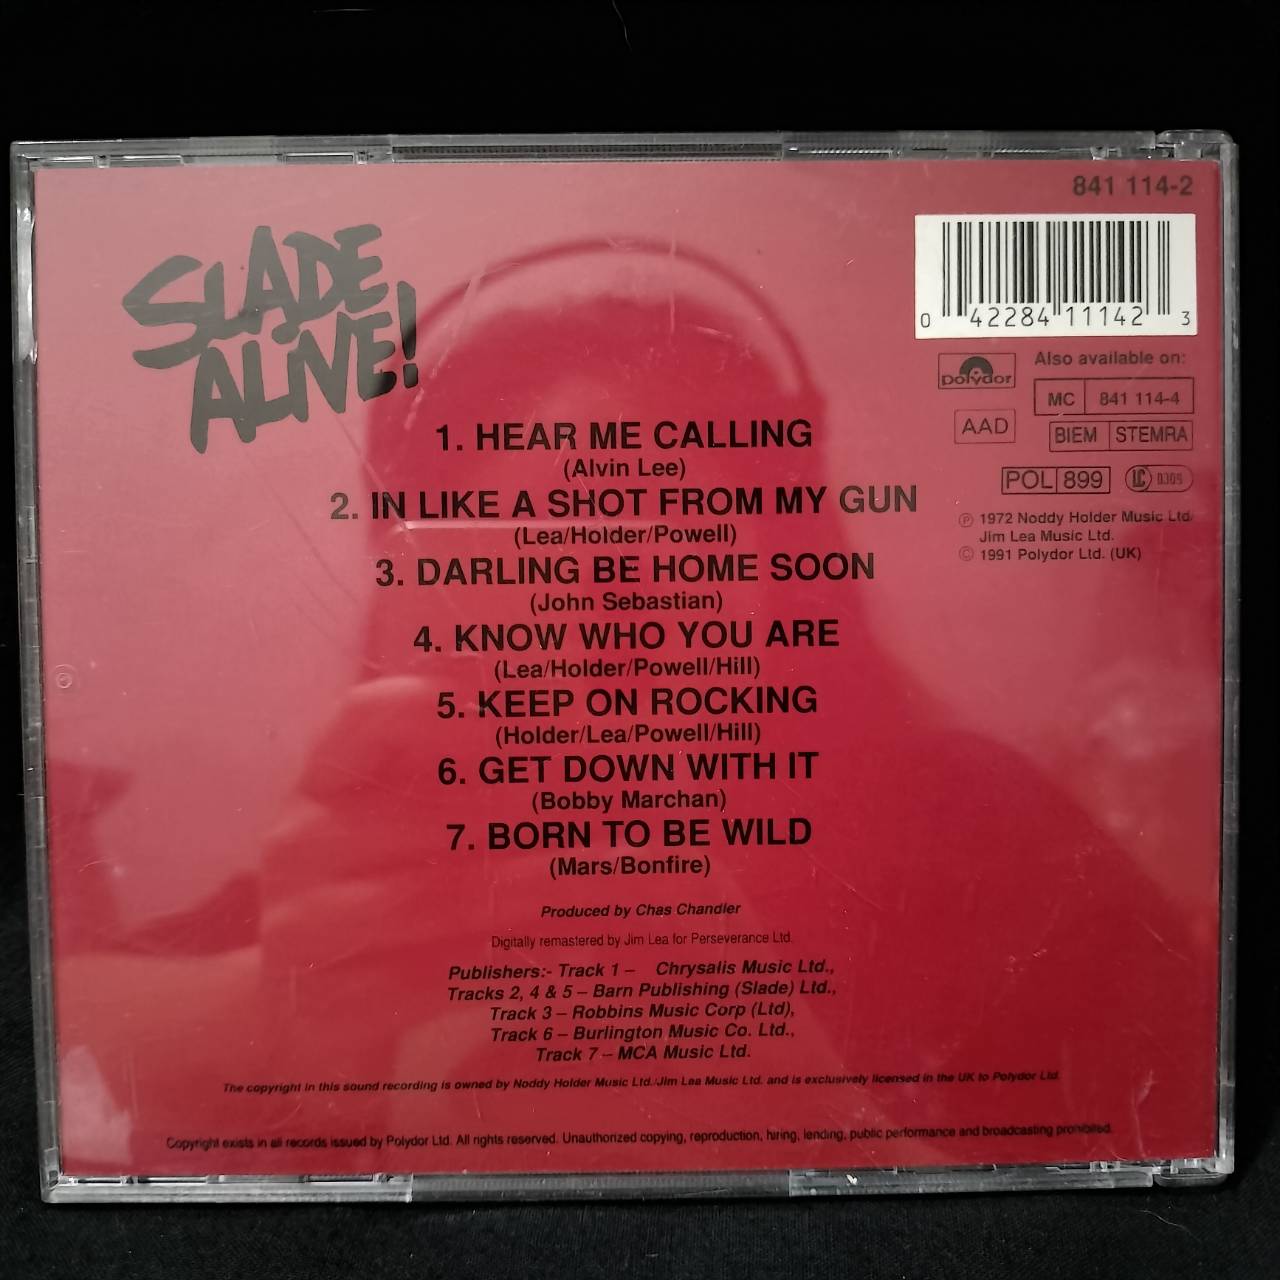 SLADE
ALIVE!
841 114-2
0 42284 11142 3
Polydor
Also available on:
MC 841 114-4
AAD
BIEM STEMRA
POL 899 LC 0309
℗ 1972 Noddy Holder Music Ltd/
Jim Lea Music Ltd.
© 1991 Polydor Ltd. (UK)
1. HEAR ME CALLING
(Alvin Lee)
2. IN LIKE A SHOT FROM MY GUN
(Lea/Holder/Powell)
3. DARLING BE HOME SOON
(John Sebastian)
4. KNOW WHO YOU ARE
(Lea/Holder/Powell/Hill)
5. KEEP ON ROCKING
(Holder/Lea/Powell/Hill)
6. GET DOWN WITH IT
(Bobby Marchan)
7. BORN TO BE WILD
(Mars/Bonfire)
Produced by Chas Chandler
Digitally remastered by Jim Lea for Perseverance Ltd.
Publishers:- Track 1 – Chrysalis Music Ltd.,
Tracks 2, 4 & 5 – Barn Publishing (Slade) Ltd.,
Track 3 – Robbins Music Corp (Ltd),
Track 6 – Burlington Music Co. Ltd.,
Track 7 – MCA Music Ltd.
The copyright in this sound recording is owned by Noddy Holder Music Ltd./Jim Lea Music Ltd. and is exclusively licensed in the UK to Polydor Ltd.
Copyright exists in all records issued by Polydor Ltd. All rights reserved. Unauthorized copying, reproduction, hiring, lending, public performance and broadcasting prohibited.